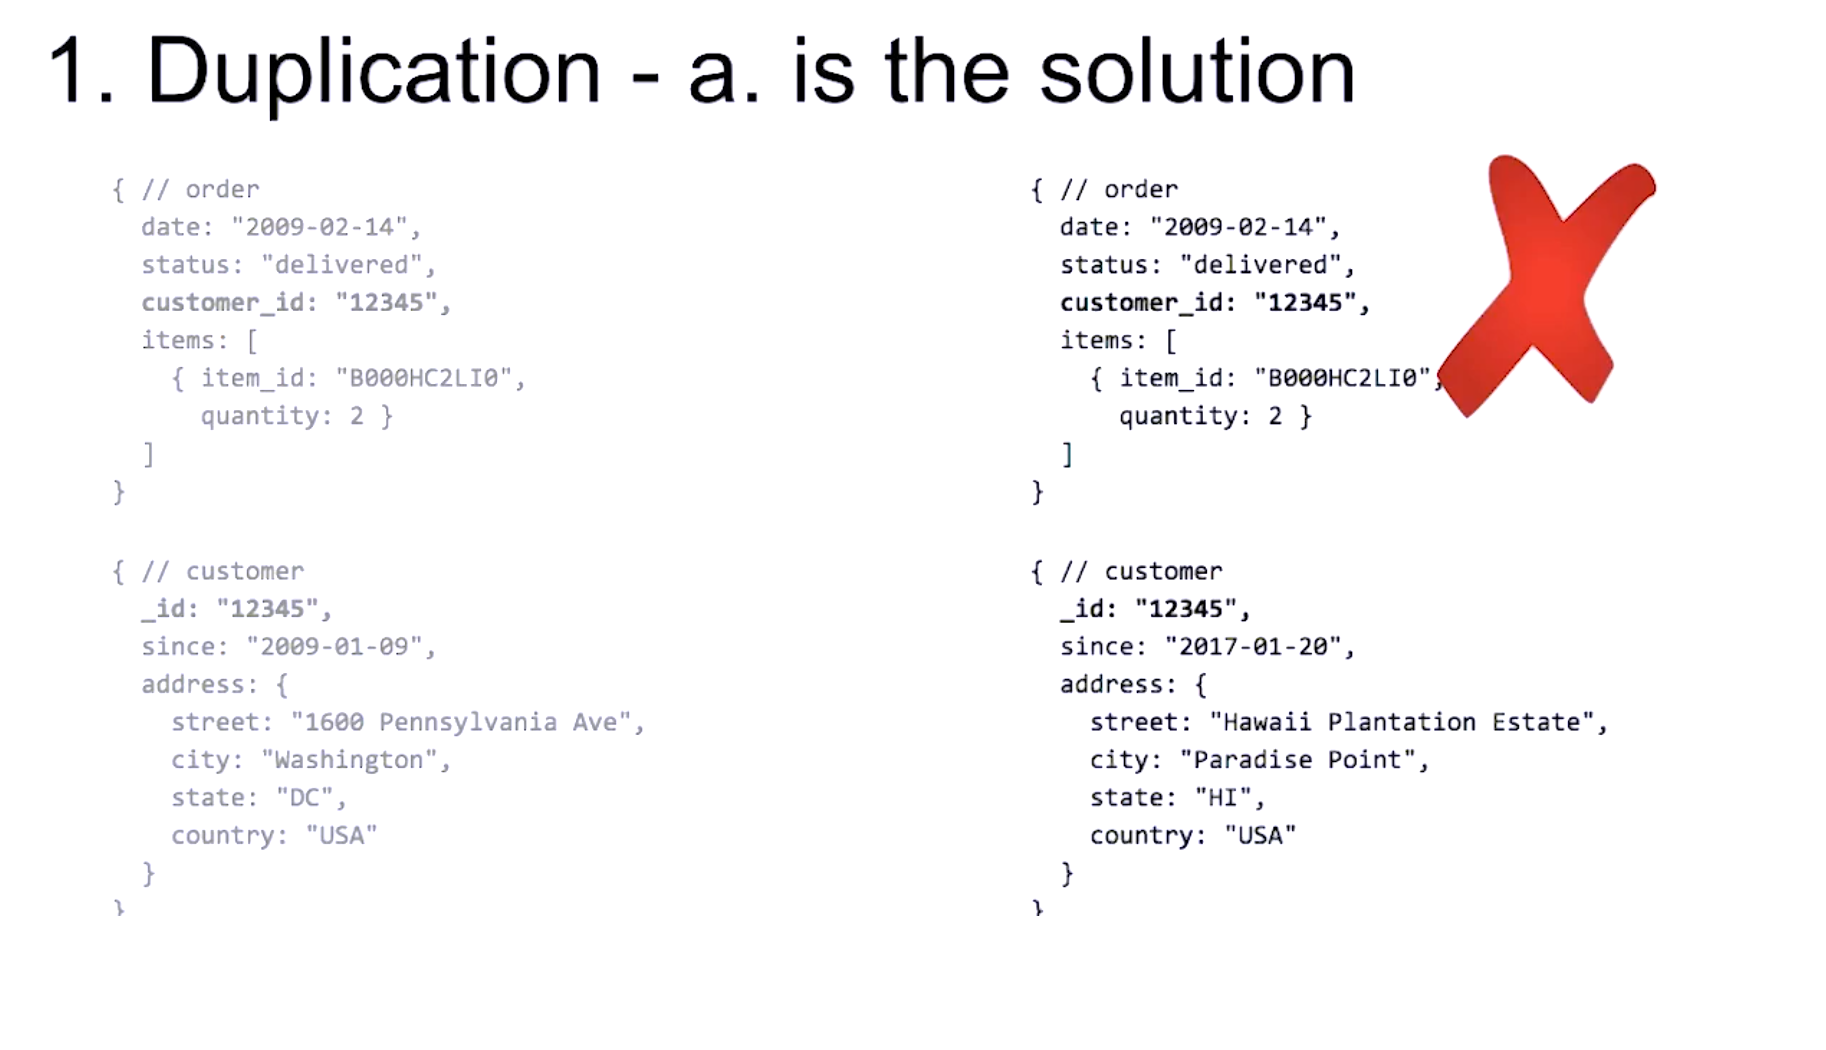 1. Duplication - a. is the solution
{ // order
  date: "2009-02-14",
  status: "delivered",
  customer_id: "12345",
  items: [
    { item_id: "B000HC2LI0",
      quantity: 2 }
  ]
}
{ // customer
  _id: "12345",
  since: "2009-01-09",
  address: {
    street: "1600 Pennsylvania Ave",
    city: "Washington",
    state: "DC",
    country: "USA"
  }
}
{ // order
  date: "2009-02-14",
  status: "delivered",
  customer_id: "12345",
  items: [
    { item_id: "B000HC2LI0",
      quantity: 2 }
  ]
}
{ // customer
  _id: "12345",
  since: "2017-01-20",
  address: {
    street: "Hawaii Plantation Estate",
    city: "Paradise Point",
    state: "HI",
    country: "USA"
  }
}